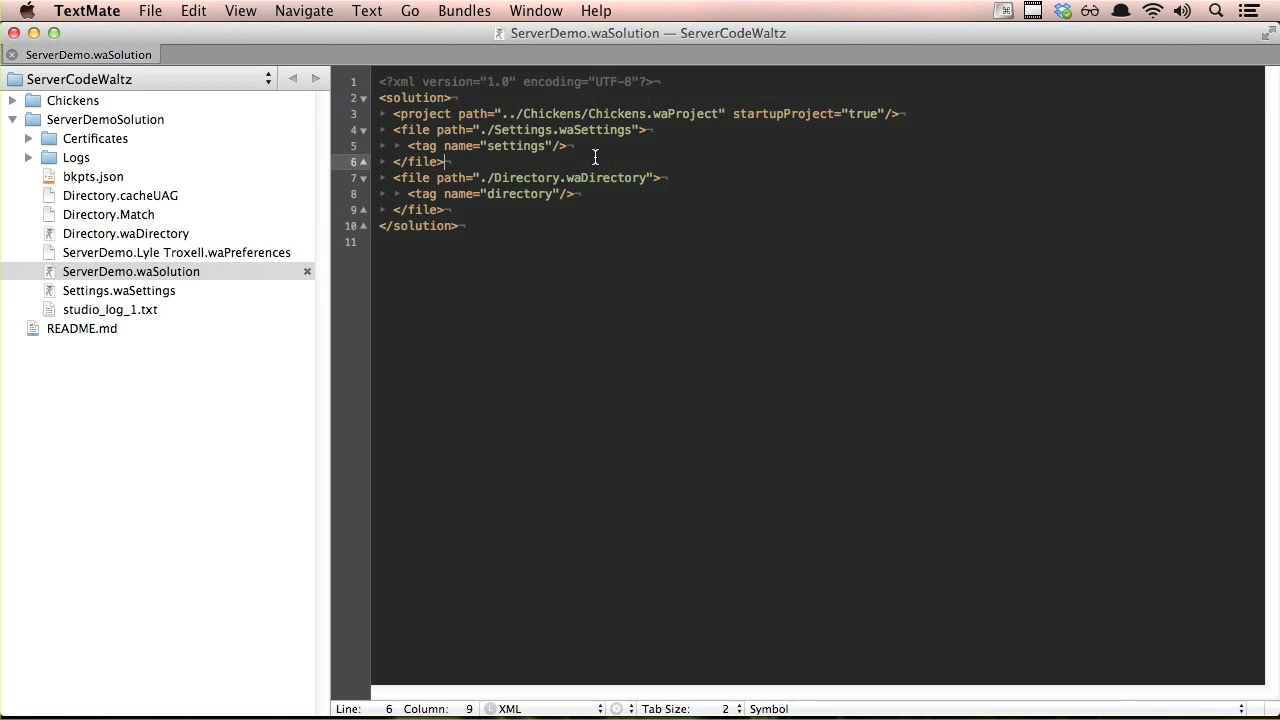 TextMate File Edit View Navigate Text Go Bundles Window Help
ServerDemo.waSolution — ServerCodeWaltz
ServerDemo.waSolution
ServerCodeWaltz
Chickens
ServerDemoSolution
Certificates
Logs
bkpts.json
Directory.cacheUAG
Directory.Match
Directory.waDirectory
ServerDemo.Lyle Troxell.waPreferences
ServerDemo.waSolution
Settings.waSettings
studio_log_1.txt
README.md
1 <?xml version="1.0" encoding="UTF-8"?>¬
2 <solution>¬
3 <project path="../Chickens/Chickens.waProject" startupProject="true"/>¬
4 <file path="./Settings.waSettings">¬
5 <tag name="settings"/>¬
6 </file>¬
7 <file path="./Directory.waDirectory">¬
8 <tag name="directory"/>¬
9 </file>¬
10 </solution>¬
11
Line: 6 Column: 9 XML Tab Size: 2 Symbol